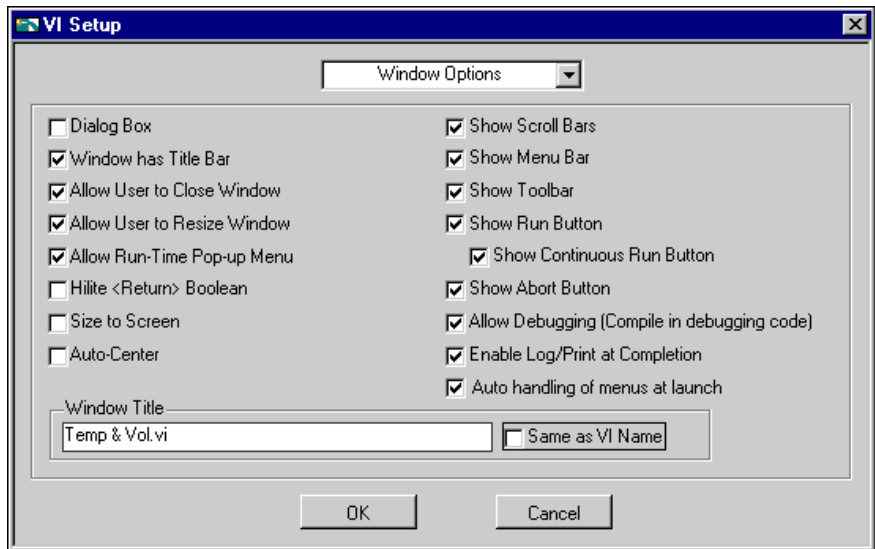 VI Setup
Window Options
Dialog Box
Window has Title Bar
Allow User to Close Window
Allow User to Resize Window
Allow Run-Time Pop-up Menu
Hilite <Return> Boolean
Size to Screen
Auto-Center
Show Scroll Bars
Show Menu Bar
Show Toolbar
Show Run Button
Show Continuous Run Button
Show Abort Button
Allow Debugging (Compile in debugging code)
Enable Log/Print at Completion
Auto handling of menus at launch
Window Title
Temp & Vol.vi
Same as VI Name
OK
Cancel